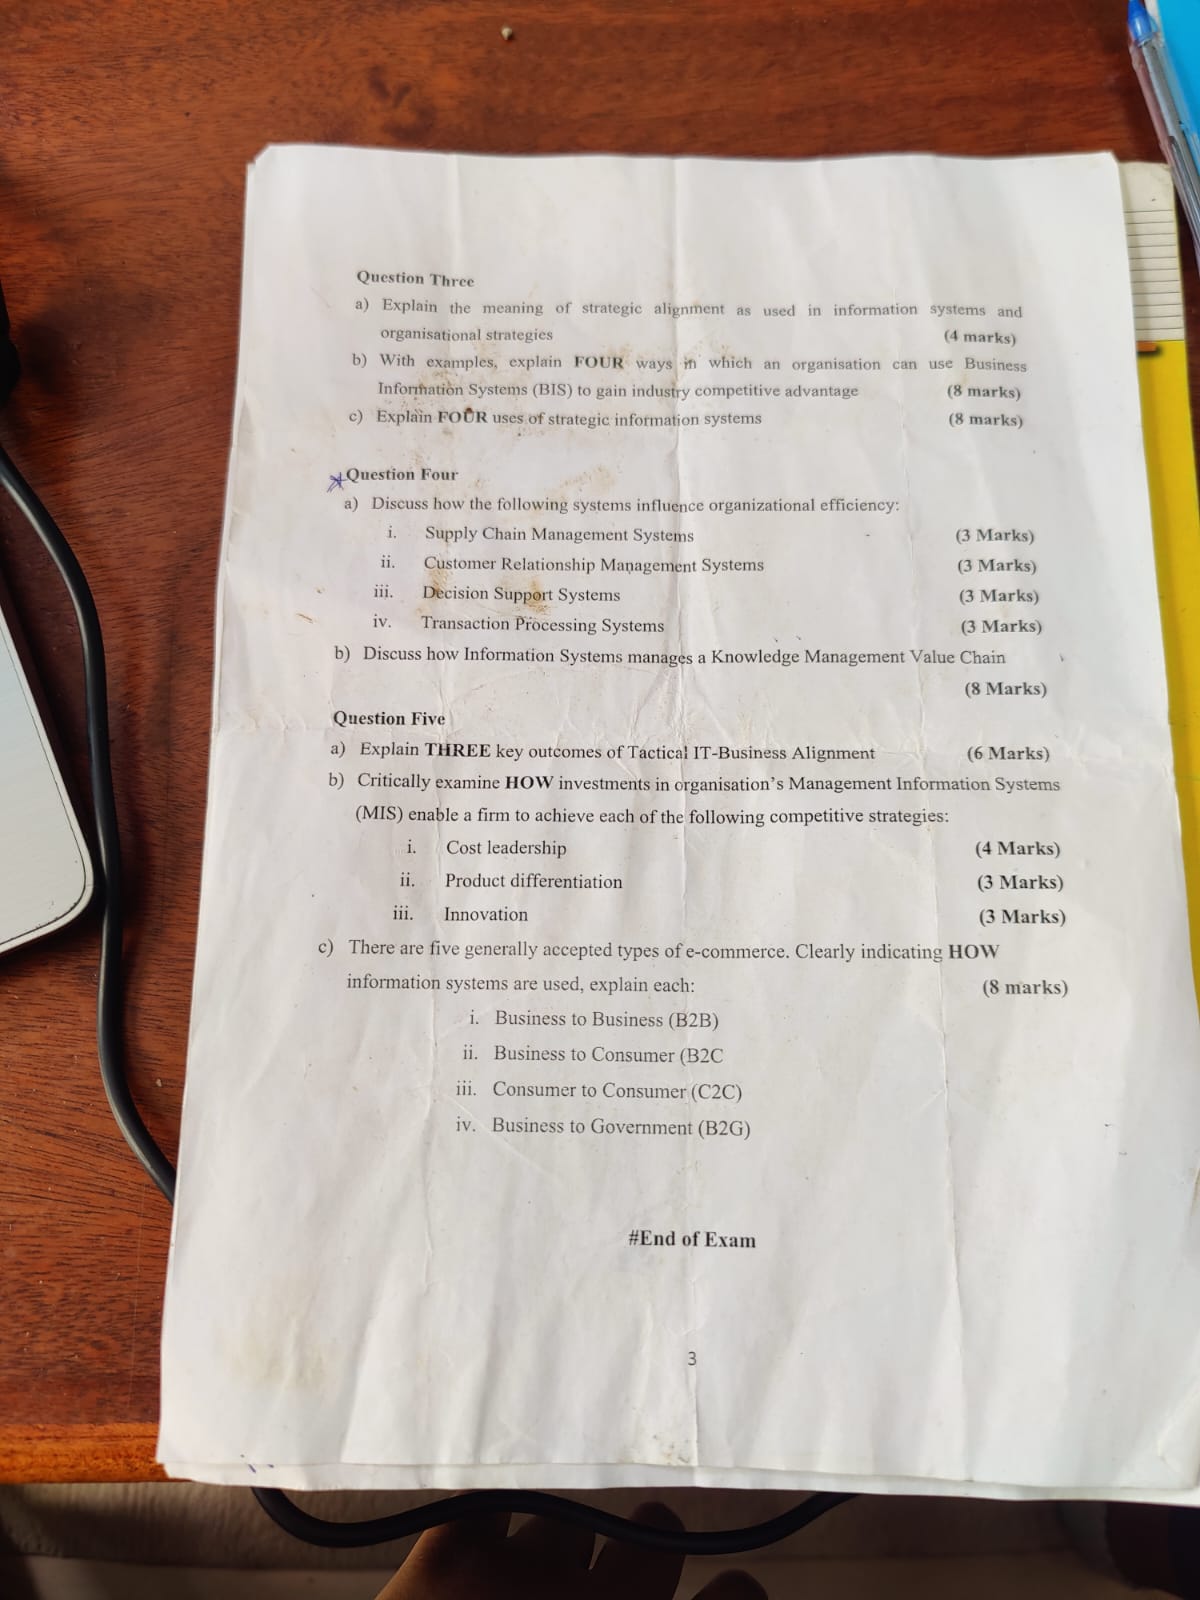 Question Three
a) Explain the meaning of strategic alignment as used in information systems and
organisational strategies (4 marks)
b) With examples, explain FOUR ways in which an organisation can use Business
Information Systems (BIS) to gain industry competitive advantage (8 marks)
c) Explain FOUR uses of strategic information systems (8 marks)
Question Four
a) Discuss how the following systems influence organizational efficiency:
i. Supply Chain Management Systems (3 Marks)
ii. Customer Relationship Management Systems (3 Marks)
iii. Decision Support Systems (3 Marks)
iv. Transaction Processing Systems (3 Marks)
b) Discuss how Information Systems manages a Knowledge Management Value Chain
(8 Marks)
Question Five
a) Explain THREE key outcomes of Tactical IT-Business Alignment (6 Marks)
b) Critically examine HOW investments in organisation's Management Information Systems
(MIS) enable a firm to achieve each of the following competitive strategies:
i. Cost leadership (4 Marks)
ii. Product differentiation (3 Marks)
iii. Innovation (3 Marks)
c) There are five generally accepted types of e-commerce. Clearly indicating HOW
information systems are used, explain each: (8 marks)
i. Business to Business (B2B)
ii. Business to Consumer (B2C
iii. Consumer to Consumer (C2C)
iv. Business to Government (B2G)
#End of Exam
3